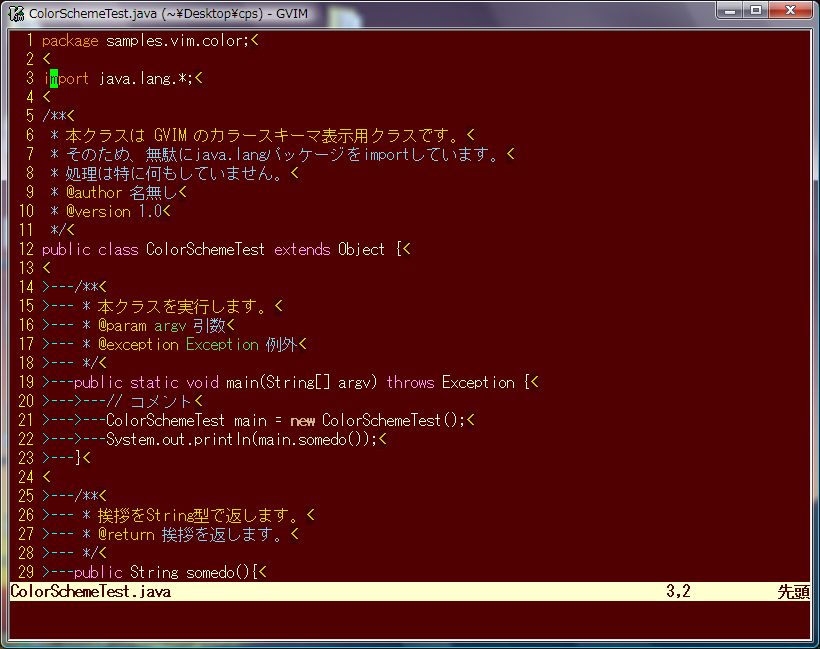 ColorSchemeTest.java (~¥Desktop¥cps) - GVIM
1 package samples.vim.color;<
2 <
3 import java.lang.*;<
4 <
5 /**<
6  * 本クラスは GVIM のカラースキーマ表示用クラスです。<
7  * そのため、無駄にjava.langパッケージをimportしています。<
8  * 処理は特に何もしていません。<
9  * @author 名無し<
10  * @version 1.0<
11  */<
12 public class ColorSchemeTest extends Object {<
13 <
14 >---/**<
15 >--- * 本クラスを実行します。<
16 >--- * @param argv 引数<
17 >--- * @exception Exception 例外<
18 >--- */<
19 >---public static void main(String[] argv) throws Exception {<
20 >--->---// コメント<
21 >--->---ColorSchemeTest main = new ColorSchemeTest();<
22 >--->---System.out.println(main.somedo());<
23 >---}<
24 <
25 >---/**<
26 >--- * 挨拶をString型で返します。<
27 >--- * @return 挨拶を返します。<
28 >--- */<
29 >---public String somedo(){<
ColorSchemeTest.java 3,2 先頭